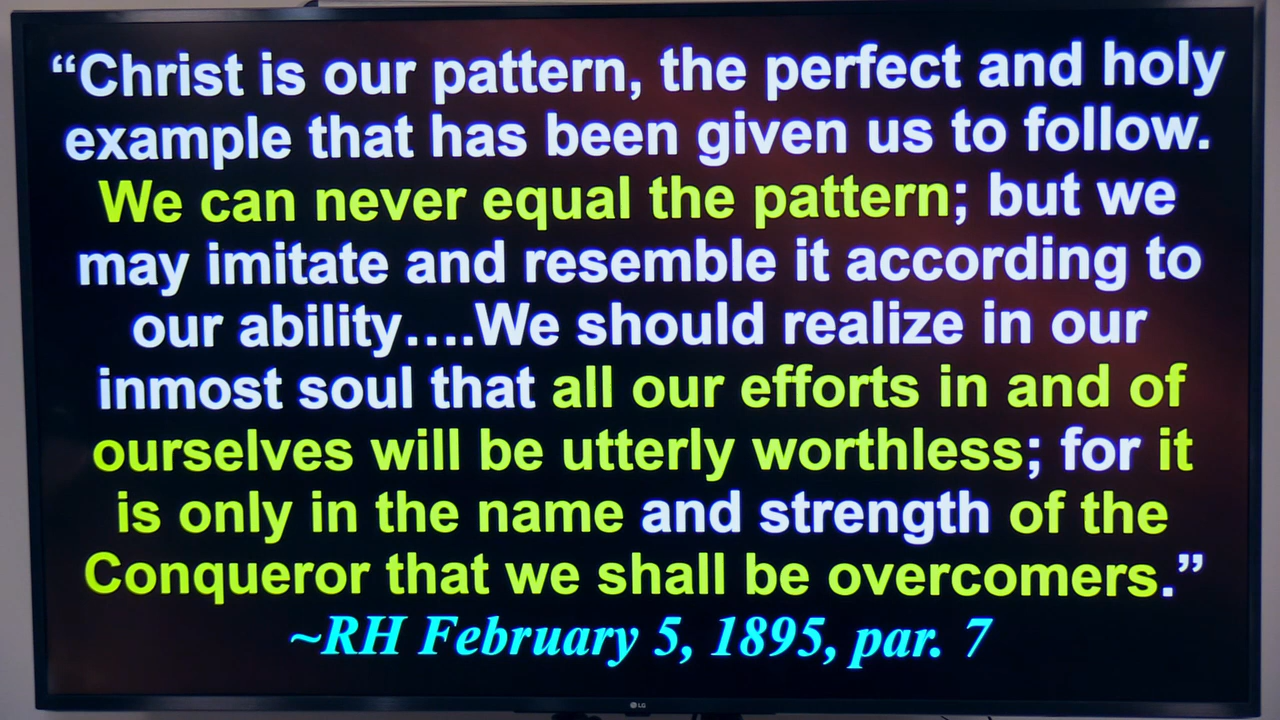 “Christ is our pattern, the perfect and holy
example that has been given us to follow.
We can never equal the pattern; but we
may imitate and resemble it according to
our ability....We should realize in our
inmost soul that all our efforts in and of
ourselves will be utterly worthless; for it
is only in the name and strength of the
Conqueror that we shall be overcomers.”
~RH February 5, 1895, par. 7
LG